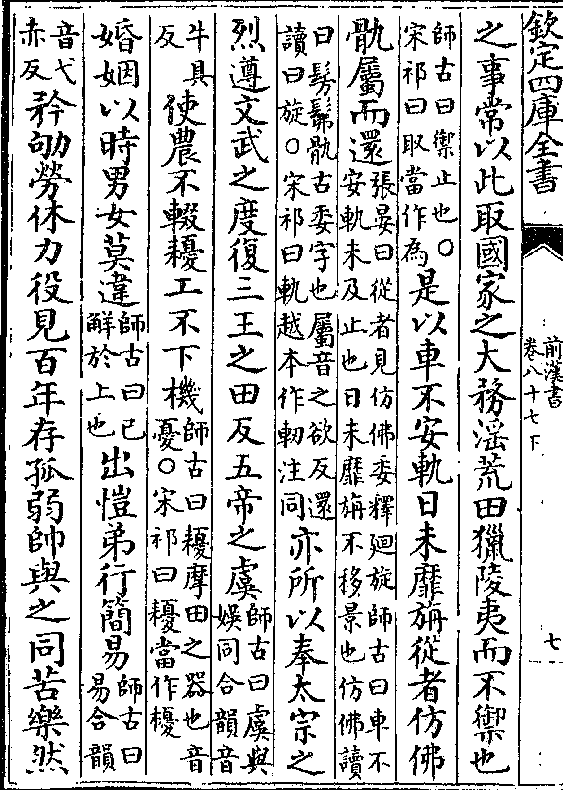 欽定四庫全書
前漢書
卷八十七下
七
之事常以此取國家之大務滛荒田獵陵夷而不禦也
師古曰禦止也○宋祁曰取當作為是以車不安軌日未靡旃從者仿佛
骫屬而還張晏曰從者見仿佛委釋廻旋師古曰車不安軌未及止也日未靡旃不移景也仿佛讀
曰髣髴骫古委字也屬音之欲反還讀曰旋○宋祁曰軌越本作軔注同亦所以奉太宗之
烈遵文武之度復三王之田反五帝之虞師古曰虞與娛同合韻音
牛具反使農不輟耰工不下機師古曰耰摩田之器也音憂○宋祁曰耰當作櫌
婚姻以時男女莫違師古曰已解於上也出愷弟行簡易師古曰易合韻
音弋赤反矜劬勞休力役見百年存孤弱帥與之同苦樂然